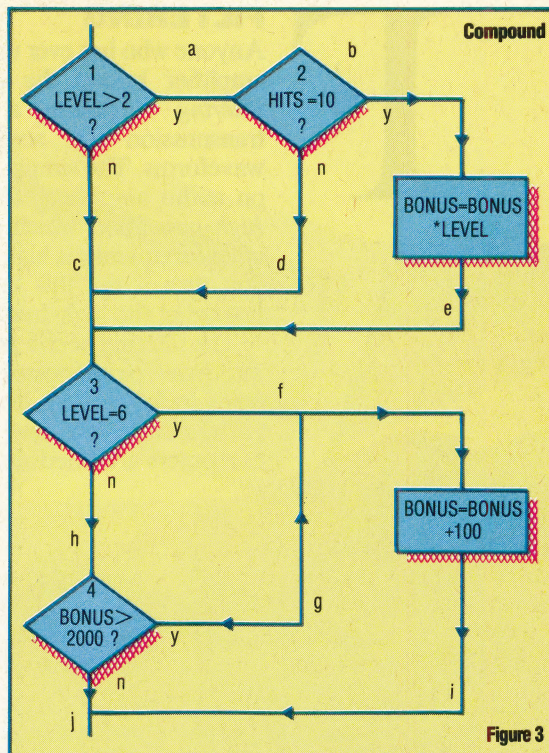 Compound
a
b
1
LEVEL>2
?
y
n
2
HITS =10
?
y
n
BONUS=BONUS
*LEVEL
c
d
e
3
LEVEL=6
?
y
n
f
BONUS=BONUS
+100
h
g
4
BONUS>
2000 ?
y
n
i
j
Figure 3